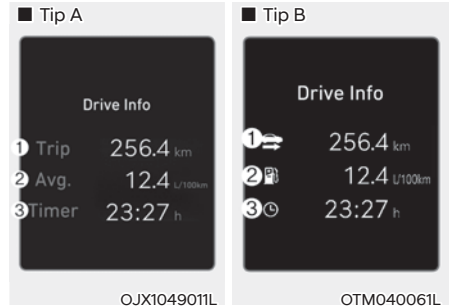 ■ Tip A
Drive Info
1 Trip 256.4 km
2 Avg. 12.4 L/100km
3 Timer 23:27 h
OJX1049011L
■ Tip B
Drive Info
1 256.4 km
2 12.4 L/100km
3 23:27 h
OTM040061L